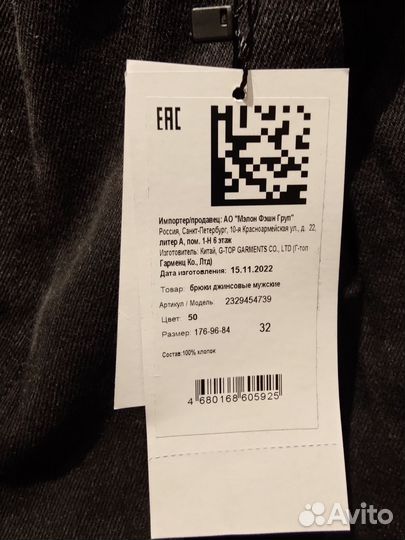 EAC
Импортер/продавец: АО "Мэлон Фэшн Груп"
Россия, Санкт-Петербург, 10-я Красноармейская ул., д. 22,
литер А, пом. 1-Н 6 этаж
Изготовитель: Китай, G-TOP GARMENTS CO., LTD (Г-топ
Гарменц Ко., Лтд)
Дата изготовления: 15.11.2022
Товар: брюки джинсовые мужские
Артикул / Модель: 2329454739
Цвет: 50
Размер: 176-96-84 32
Состав:100% хлопок
4 680168 605925
Avito